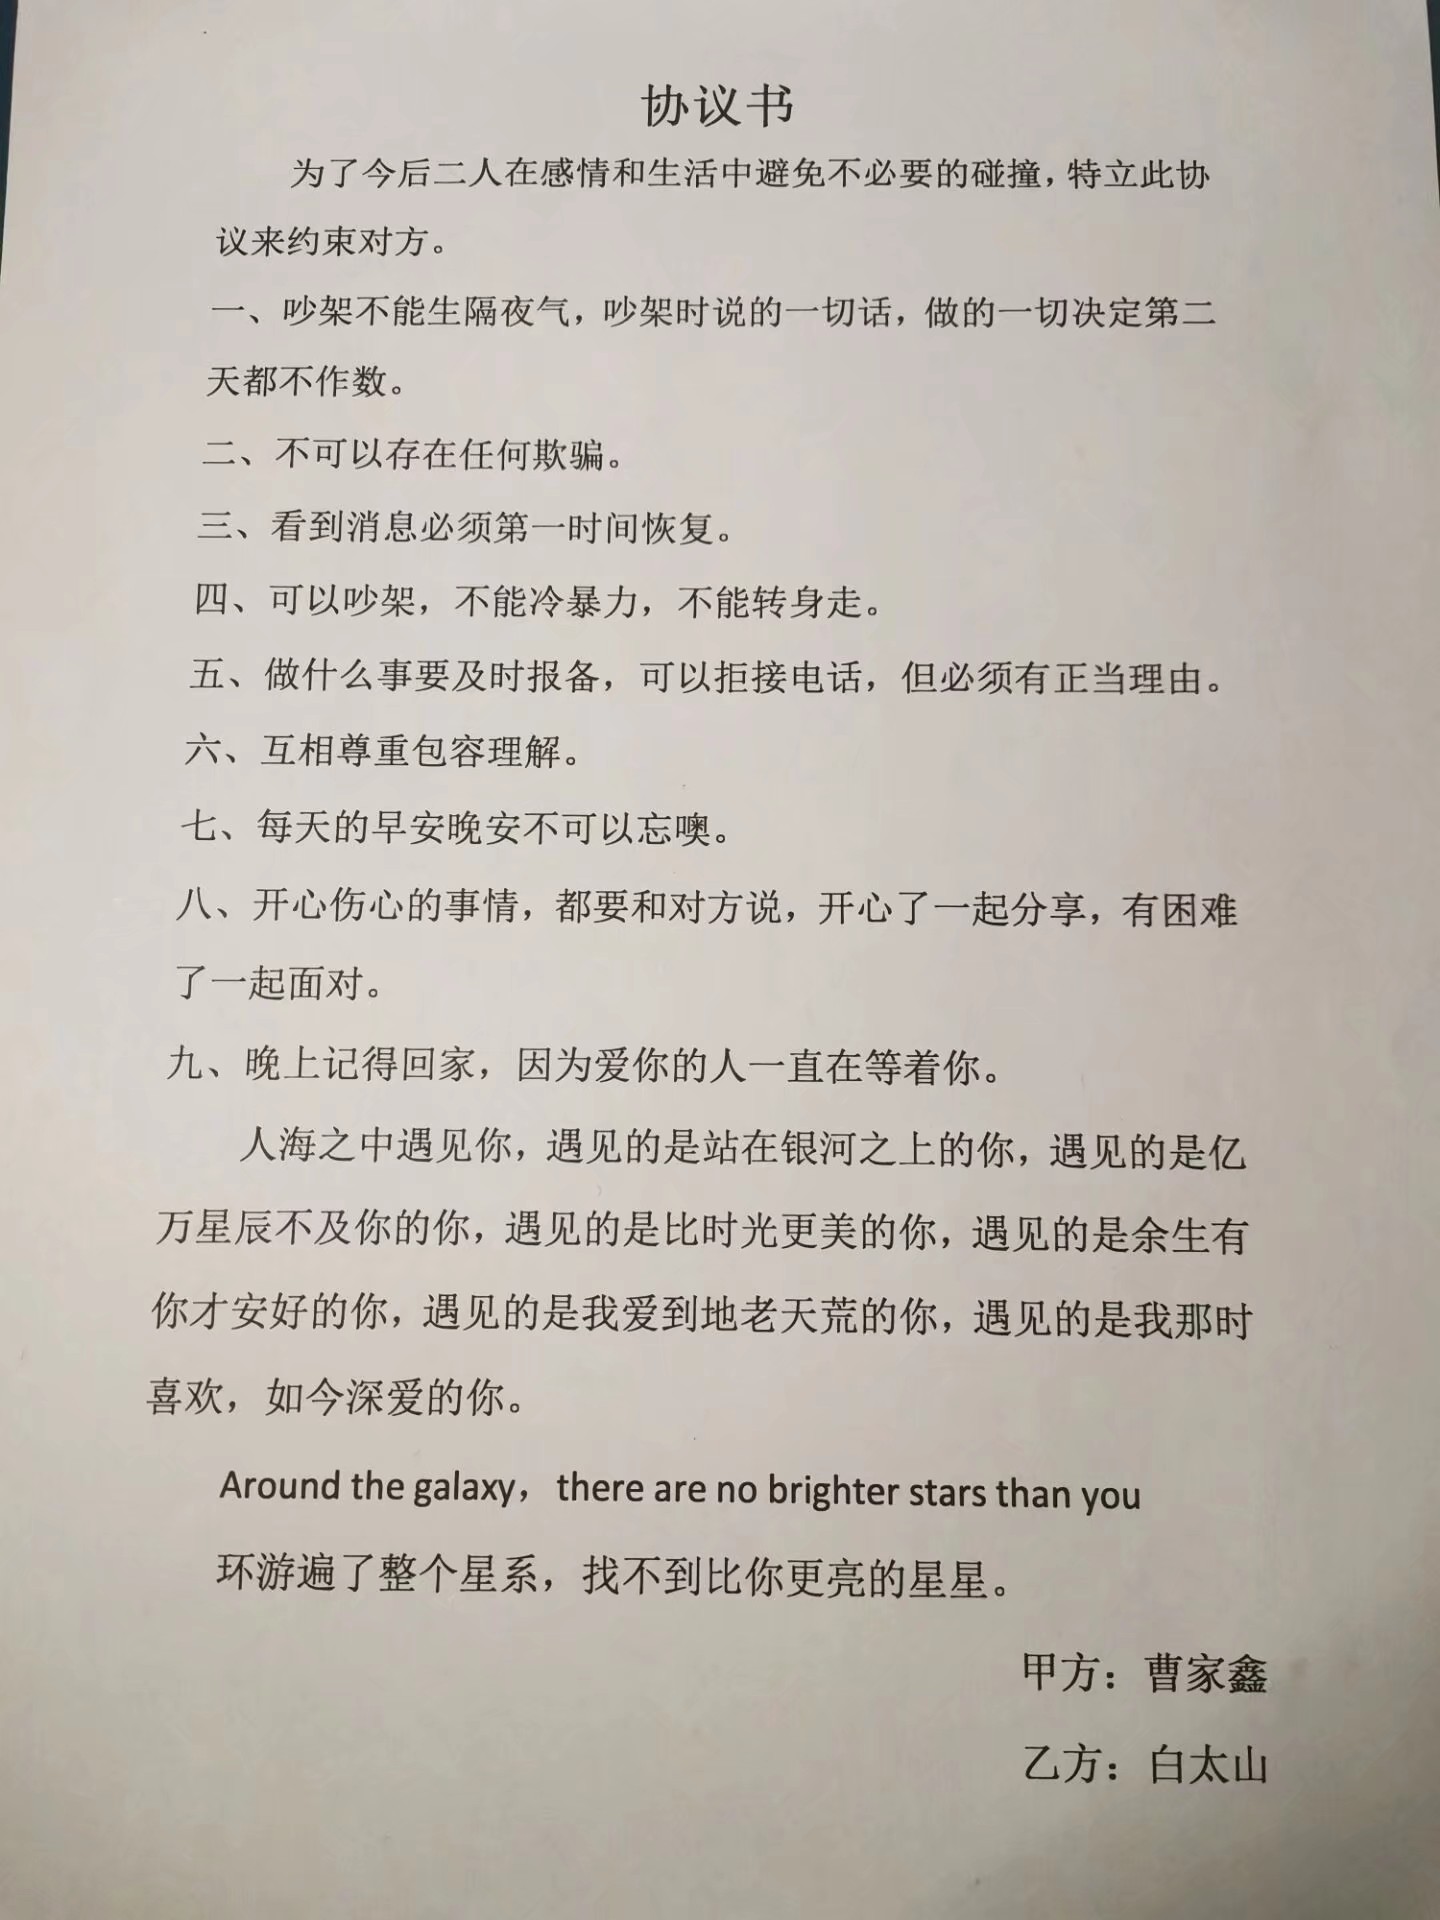 协议书
为了今后二人在感情和生活中避免不必要的碰撞，特立此协
议来约束对方。
一、吵架不能生隔夜气，吵架时说的一切话，做的一切决定第二
天都不作数。
二、不可以存在任何欺骗。
三、看到消息必须第一时间恢复。
四、可以吵架，不能冷暴力，不能转身走。
五、做什么事要及时报备，可以拒接电话，但必须有正当理由。
六、互相尊重包容理解。
七、每天的早安晚安不可以忘噢。
八、开心伤心的事情，都要和对方说，开心了一起分享，有困难
了一起面对。
九、晚上记得回家，因为爱你的人一直在等着你。
人海之中遇见你，遇见的是站在银河之上的你，遇见的是亿
万星辰不及你的你，遇见的是比时光更美的你，遇见的是余生有
你才安好的你，遇见的是我爱到地老天荒的你，遇见的是我那时
喜欢，如今深爱的你。
Around the galaxy，there are no brighter stars than you
环游遍了整个星系，找不到比你更亮的星星。
甲方：曹家鑫
乙方：白太山